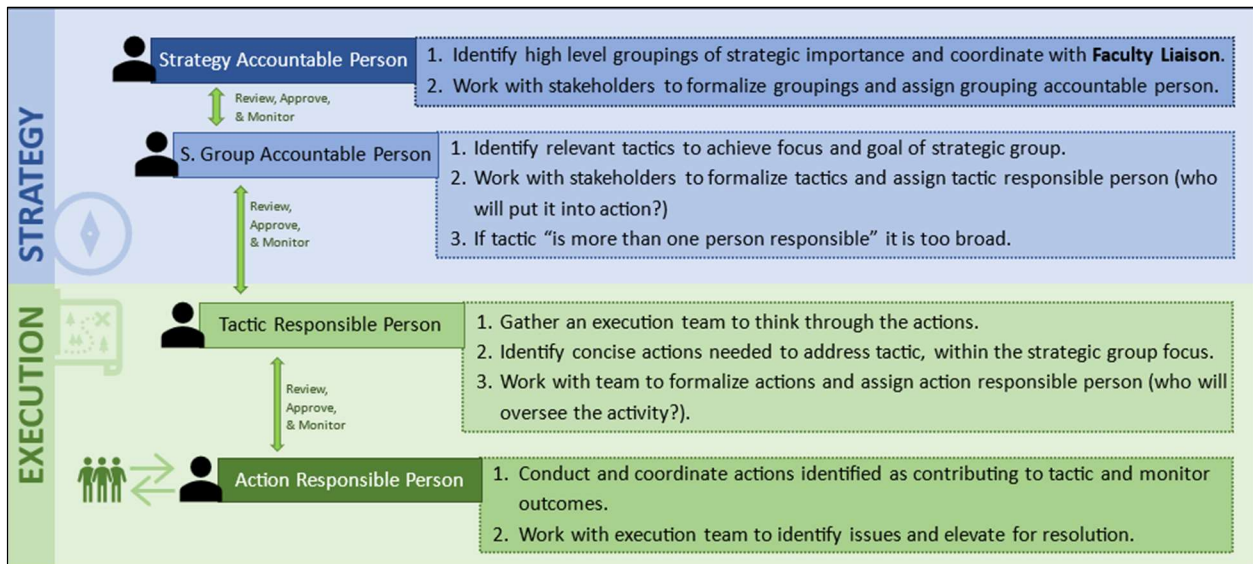 STRATEGY
Strategy Accountable Person
1. Identify high level groupings of strategic importance and coordinate with Faculty Liaison.
2. Work with stakeholders to formalize groupings and assign grouping accountable person.
Review, Approve,
& Monitor
S. Group Accountable Person
1. Identify relevant tactics to achieve focus and goal of strategic group.
2. Work with stakeholders to formalize tactics and assign tactic responsible person (who
will put it into action?)
3. If tactic “is more than one person responsible” it is too broad.
Review,
Approve,
& Monitor
EXECUTION
Tactic Responsible Person
1. Gather an execution team to think through the actions.
2. Identify concise actions needed to address tactic, within the strategic group focus.
3. Work with team to formalize actions and assign action responsible person (who will
oversee the activity?).
Review,
Approve,
& Monitor
Action Responsible Person
1. Conduct and coordinate actions identified as contributing to tactic and monitor
outcomes.
2. Work with execution team to identify issues and elevate for resolution.